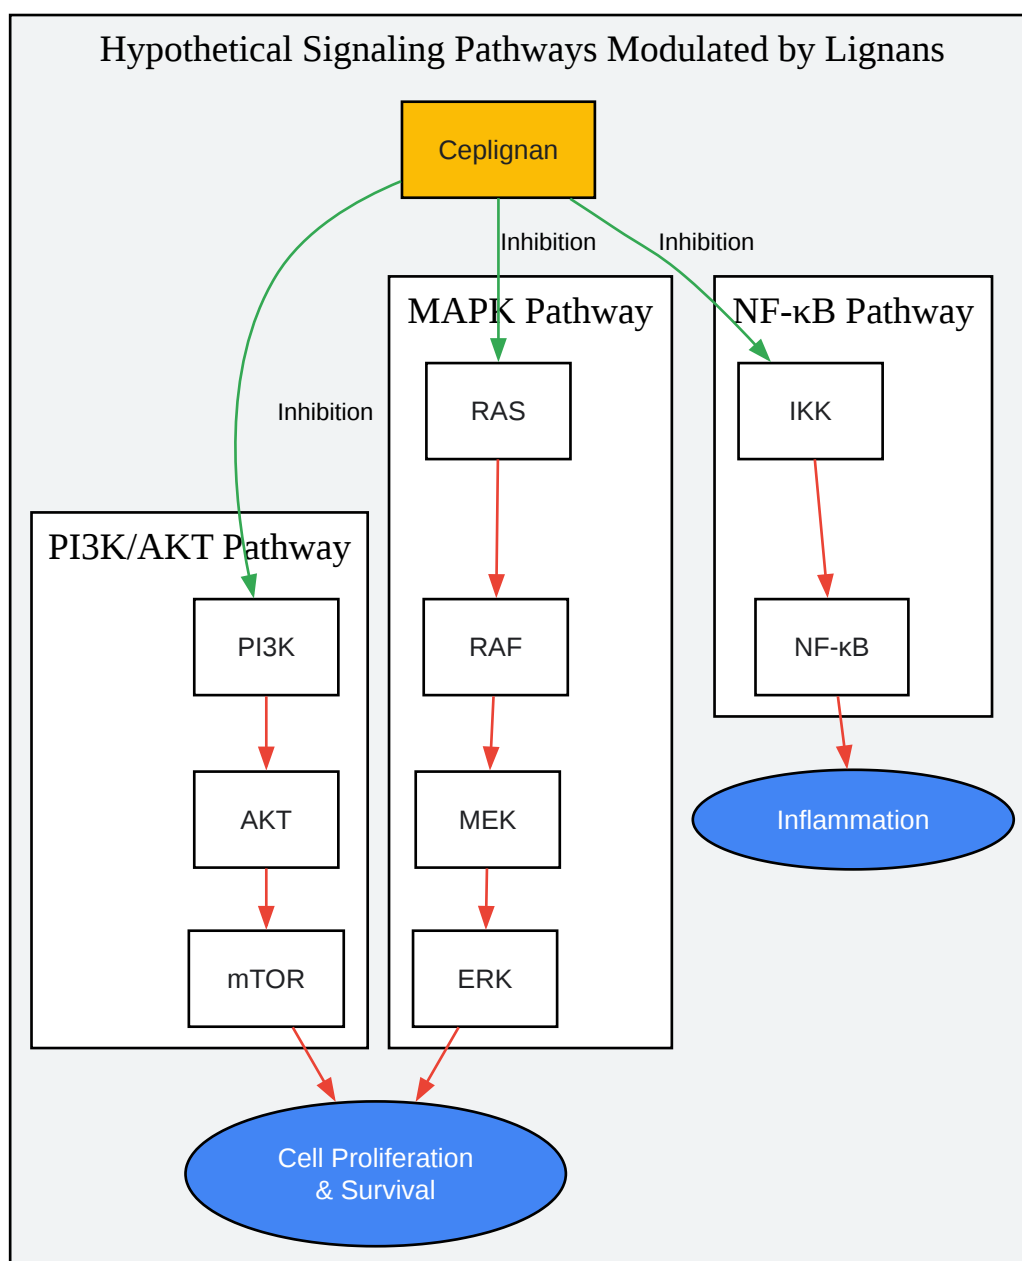 Hypothetical Signaling Pathways Modulated by Lignans
Ceplignan
Inhibition
Inhibition
Inhibition
MAPK Pathway
NF-κB Pathway
RAS
IKK
PI3K/AKT Pathway
PI3K
RAF
NF-κB
AKT
MEK
Inflammation
mTOR
ERK
Cell Proliferation
& Survival